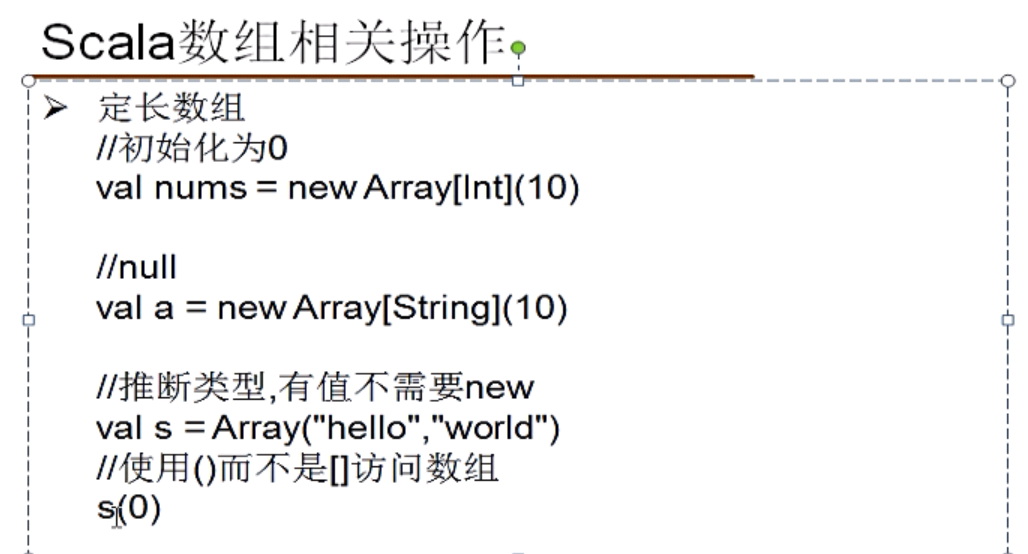 Scala数组相关操作
定长数组
//初始化为0
val nums = new Array[Int](10)
//null
val a = new Array[String](10)
//推断类型,有值不需要new
val s = Array("hello","world")
//使用()而不是[]访问数组
s(0)